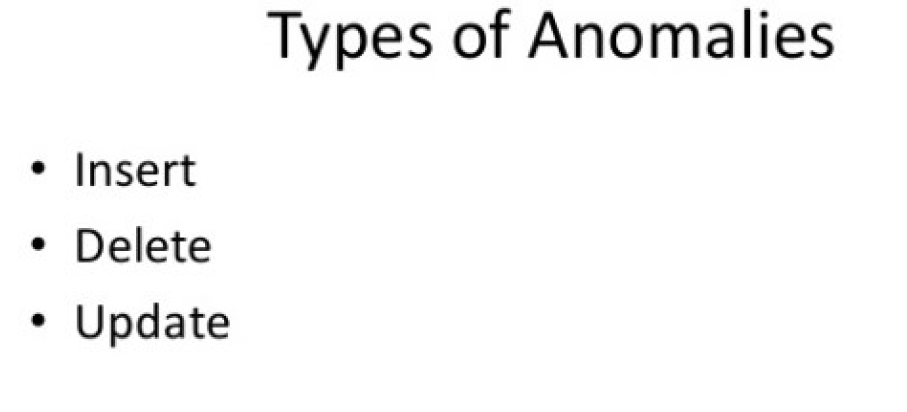 Types of Anomalies
• Insert
• Delete
• Update